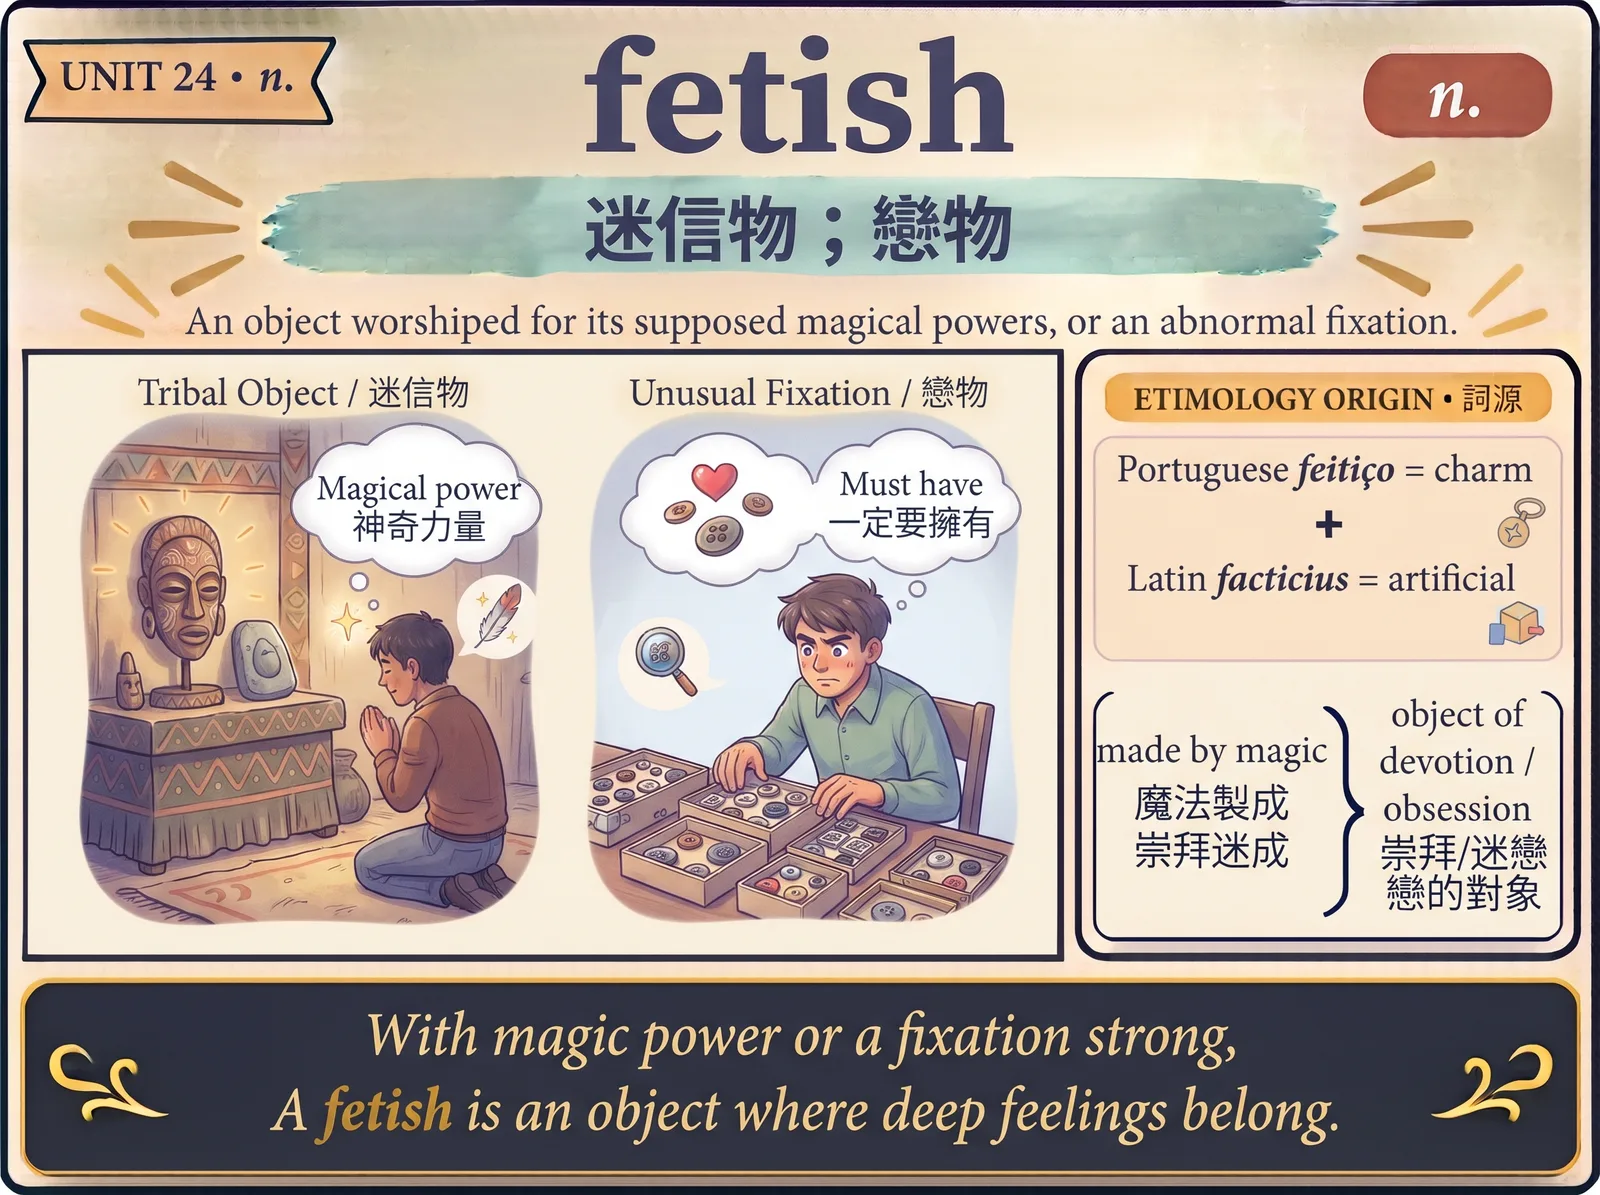 UNIT 24 • n.
fetish
n.
迷信物；戀物
An object worshiped for its supposed magical powers, or an abnormal fixation.
Tribal Object / 迷信物
Magical power
神奇力量
Unusual Fixation / 戀物
Must have
一定要擁有
ETIMOLOGY ORIGIN • 詞源
Portuguese feitiço = charm
+
Latin facticius = artificial
made by magic
魔法製成
崇拜迷成
object of
devotion /
obsession
崇拜/迷戀
戀的對象
With magic power or a fixation strong,
A fetish is an object where deep feelings belong.